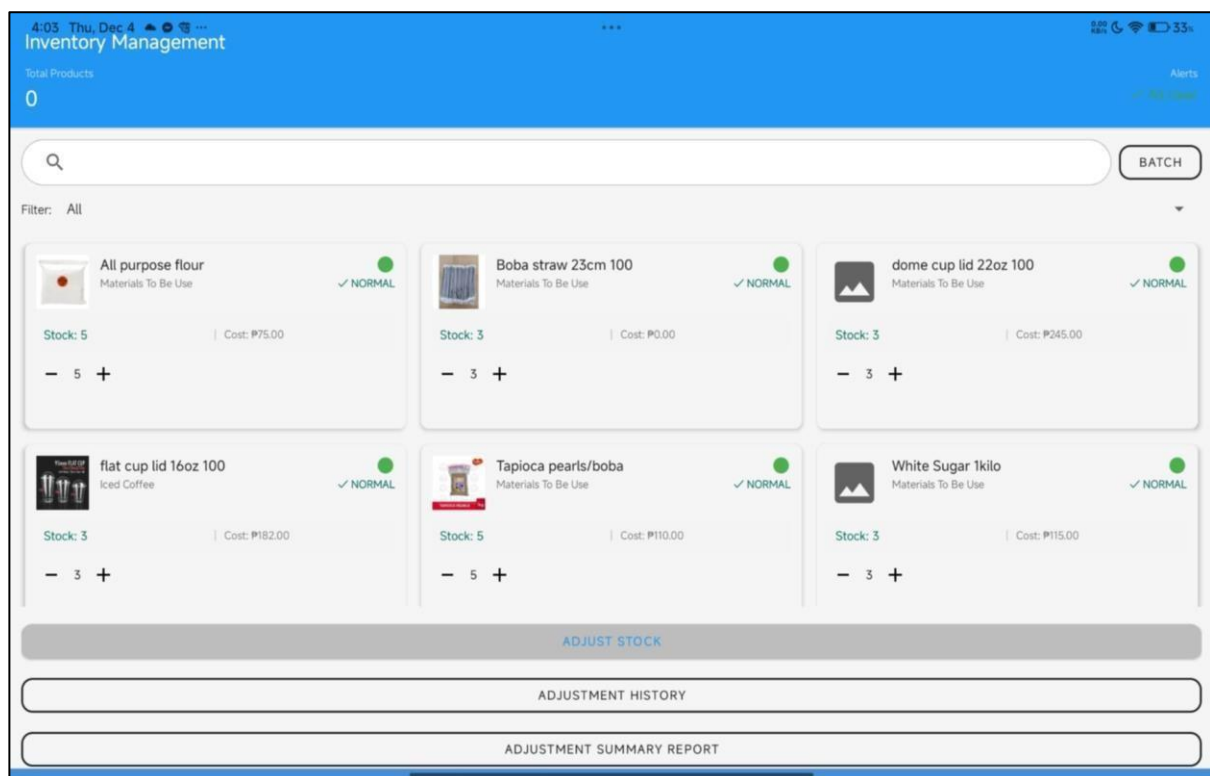 4:03 Thu, Dec 4 ...
0.00 KB/s 33%
Inventory Management
Total Products
Alerts
0
BATCH
Filter: All
All purpose flour
Materials To Be Use
✓ NORMAL
Stock: 5 | Cost: ₱75.00
− 5 +
Boba straw 23cm 100
Materials To Be Use
✓ NORMAL
Stock: 3 | Cost: ₱0.00
− 3 +
dome cup lid 22oz 100
Materials To Be Use
✓ NORMAL
Stock: 3 | Cost: ₱245.00
− 3 +
flat cup lid 16oz 100
Iced Coffee
✓ NORMAL
Stock: 3 | Cost: ₱182.00
− 3 +
Tapioca pearls/boba
Materials To Be Use
✓ NORMAL
Stock: 5 | Cost: ₱110.00
− 5 +
White Sugar 1kilo
Materials To Be Use
✓ NORMAL
Stock: 3 | Cost: ₱115.00
− 3 +
ADJUST STOCK
ADJUSTMENT HISTORY
ADJUSTMENT SUMMARY REPORT